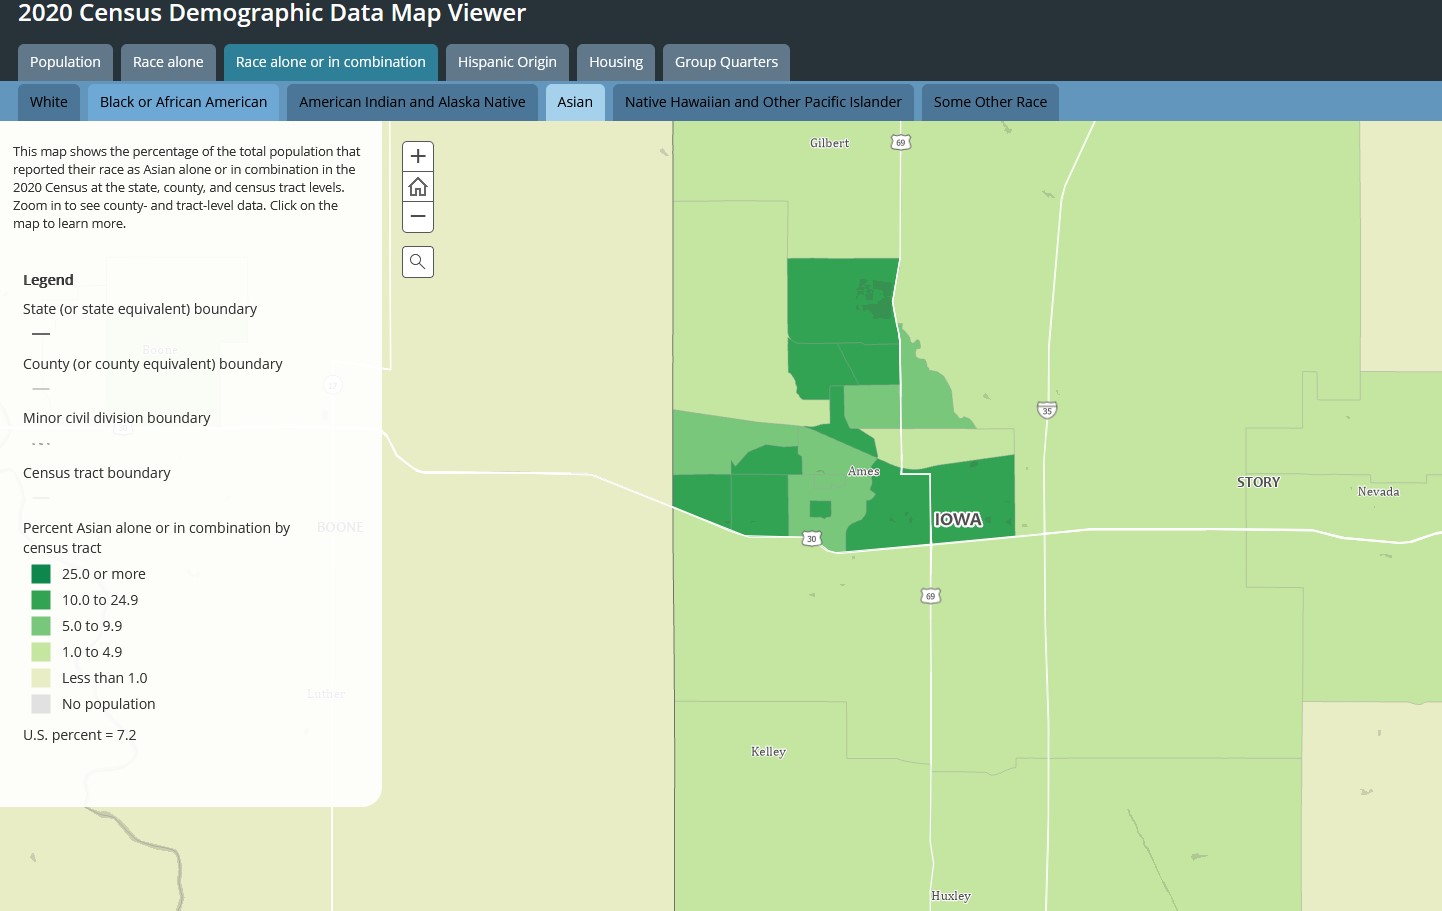 2020 Census Demographic Data Map Viewer
Population
Race alone
Race alone or in combination
Hispanic Origin
Housing
Group Quarters
White
Black or African American
American Indian and Alaska Native
Asian
Native Hawaiian and Other Pacific Islander
Some Other Race
This map shows the percentage of the total population that
reported their race as Asian alone or in combination in the
2020 Census at the state, county, and census tract levels.
Zoom in to see county- and tract-level data. Click on the
map to learn more.
Legend
State (or state equivalent) boundary
County (or county equivalent) boundary
Minor civil division boundary
Census tract boundary
Percent Asian alone or in combination by
census tract
25.0 or more
10.0 to 24.9
5.0 to 9.9
1.0 to 4.9
Less than 1.0
No population
U.S. percent = 7.2
Boone
17
BOONE
Luther
+
−
Gilbert
69
35
Ames
STORY
Nevada
IOWA
30
69
Kelley
Huxley